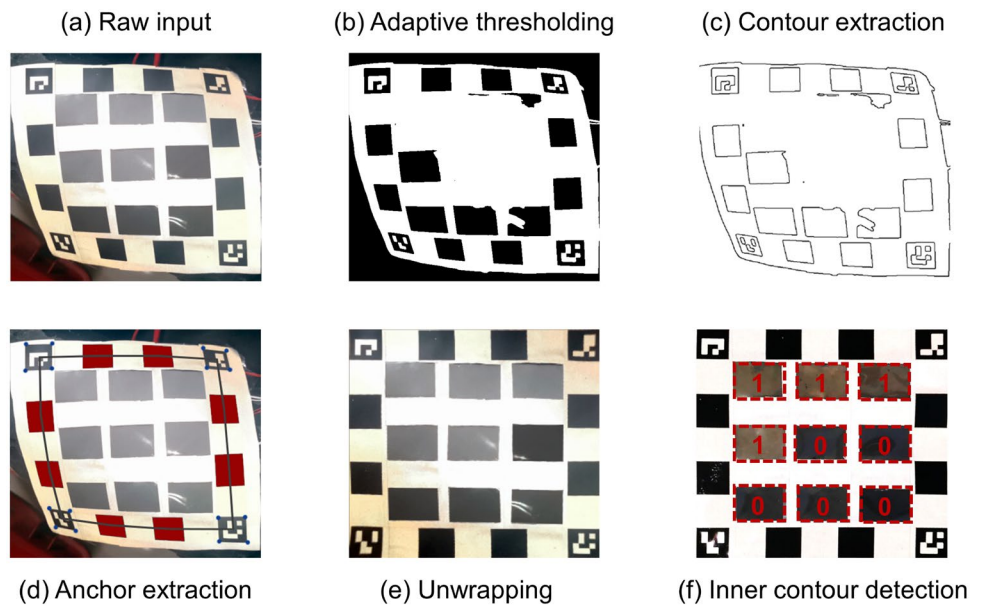 (a) Raw input
(b) Adaptive thresholding
(c) Contour extraction
1 1 1
1 0 0
0 0 0
(d) Anchor extraction
(e) Unwrapping
(f) Inner contour detection